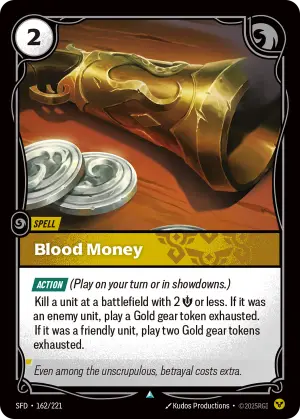 2
SPELL
Blood Money
ACTION (Play on your turn or in showdowns.)
Kill a unit at a battlefield with 2 or less. If it was
an enemy unit, play a Gold gear token exhausted.
If it was a friendly unit, play two Gold gear tokens
exhausted.
Even among the unscrupulous, betrayal costs extra.
SFD • 162/221
Kudos Productions • ©2025RGI